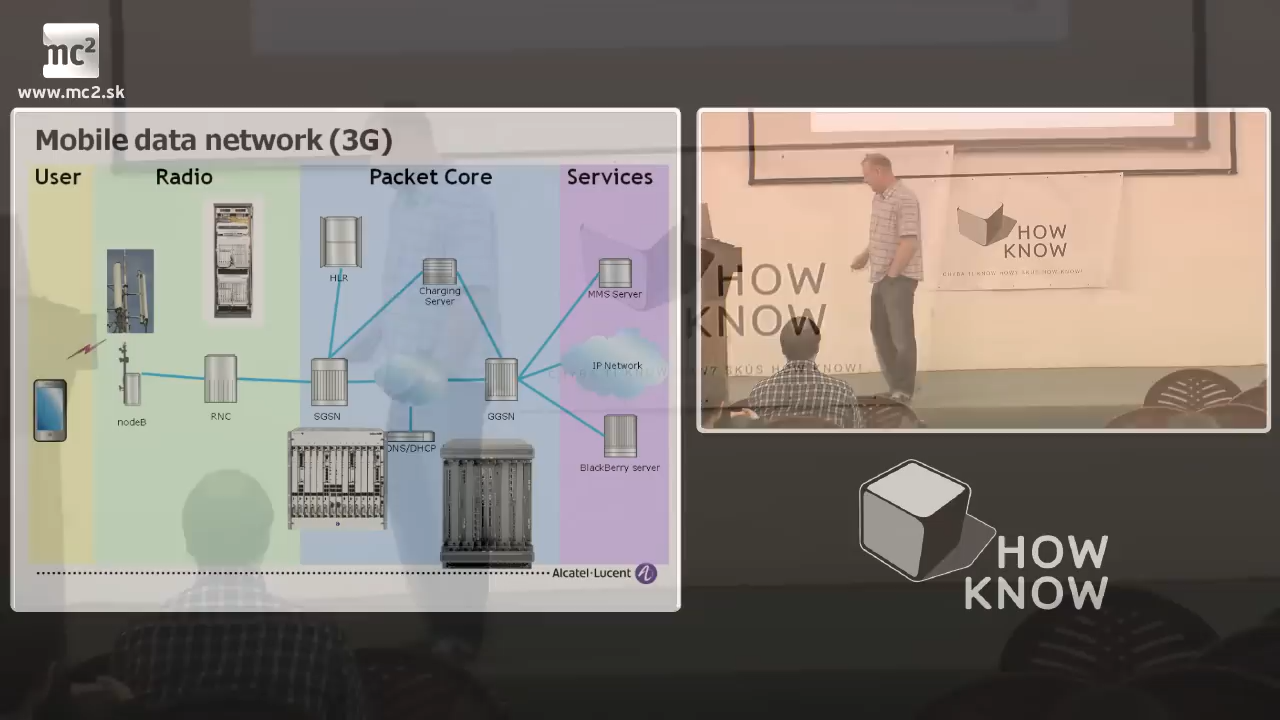 mc²
www.mc2.sk
Mobile data network (3G)
User
Radio
Packet Core
Services
HLR
Charging
Server
MMS Server
IP Network
nodeB
RNC
SGSN
GGSN
DNS/DHCP
BlackBerry server
Alcatel·Lucent
HOW
KNOW
HOW
KNOW
HOW
KNOW